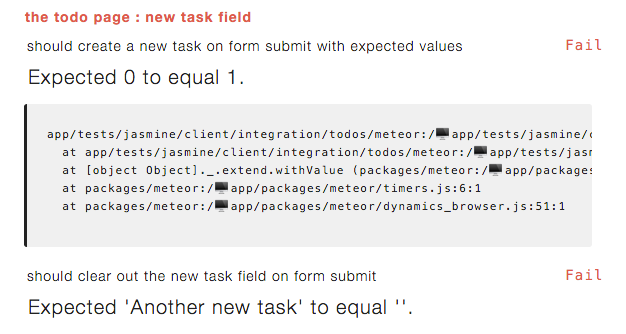 the todo page : new task field
should create a new task on form submit with expected values Fail
Expected 0 to equal 1.
app/tests/jasmine/client/integration/todos/meteor:/💻app/tests/jasmine/c
at app/tests/jasmine/client/integration/todos/meteor:/💻app/tests/jasm
at [object Object]._.extend.withValue (packages/meteor:/💻app/packages
at packages/meteor:/💻app/packages/meteor/timers.js:6:1
at packages/meteor:/💻app/packages/meteor/dynamics_browser.js:51:1
should clear out the new task field on form submit Fail
Expected 'Another new task' to equal ''.